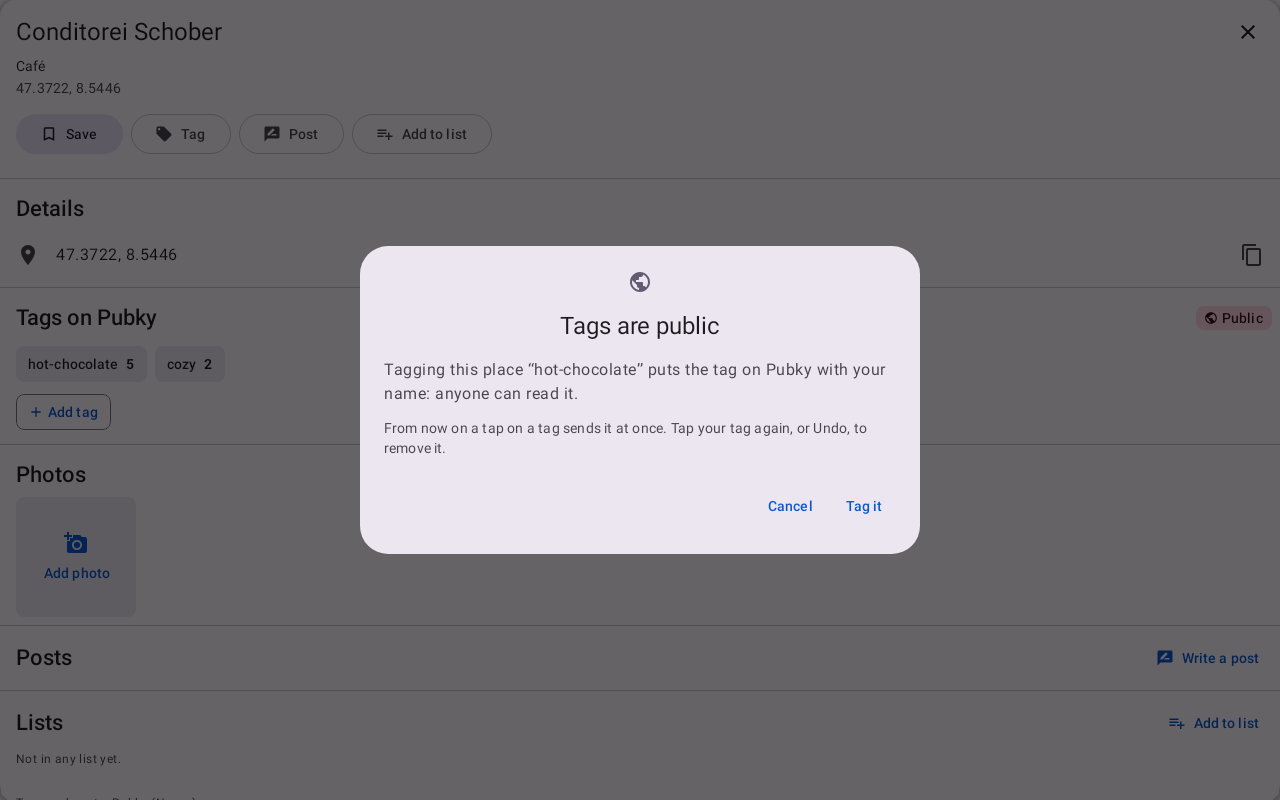 Conditorei Schober
Café
47.3722, 8.5446
Save
Tag
Post
Add to list
Details
47.3722, 8.5446
Tags on Pubky
Public
hot-chocolate 5
cozy 2
Add tag
Tags are public
Tagging this place “hot-chocolate” puts the tag on Pubky with your
name: anyone can read it.
From now on a tap on a tag sends it at once. Tap your tag again, or Undo, to
remove it.
Cancel
Tag it
Photos
Add photo
Posts
Write a post
Lists
Add to list
Not in any list yet.